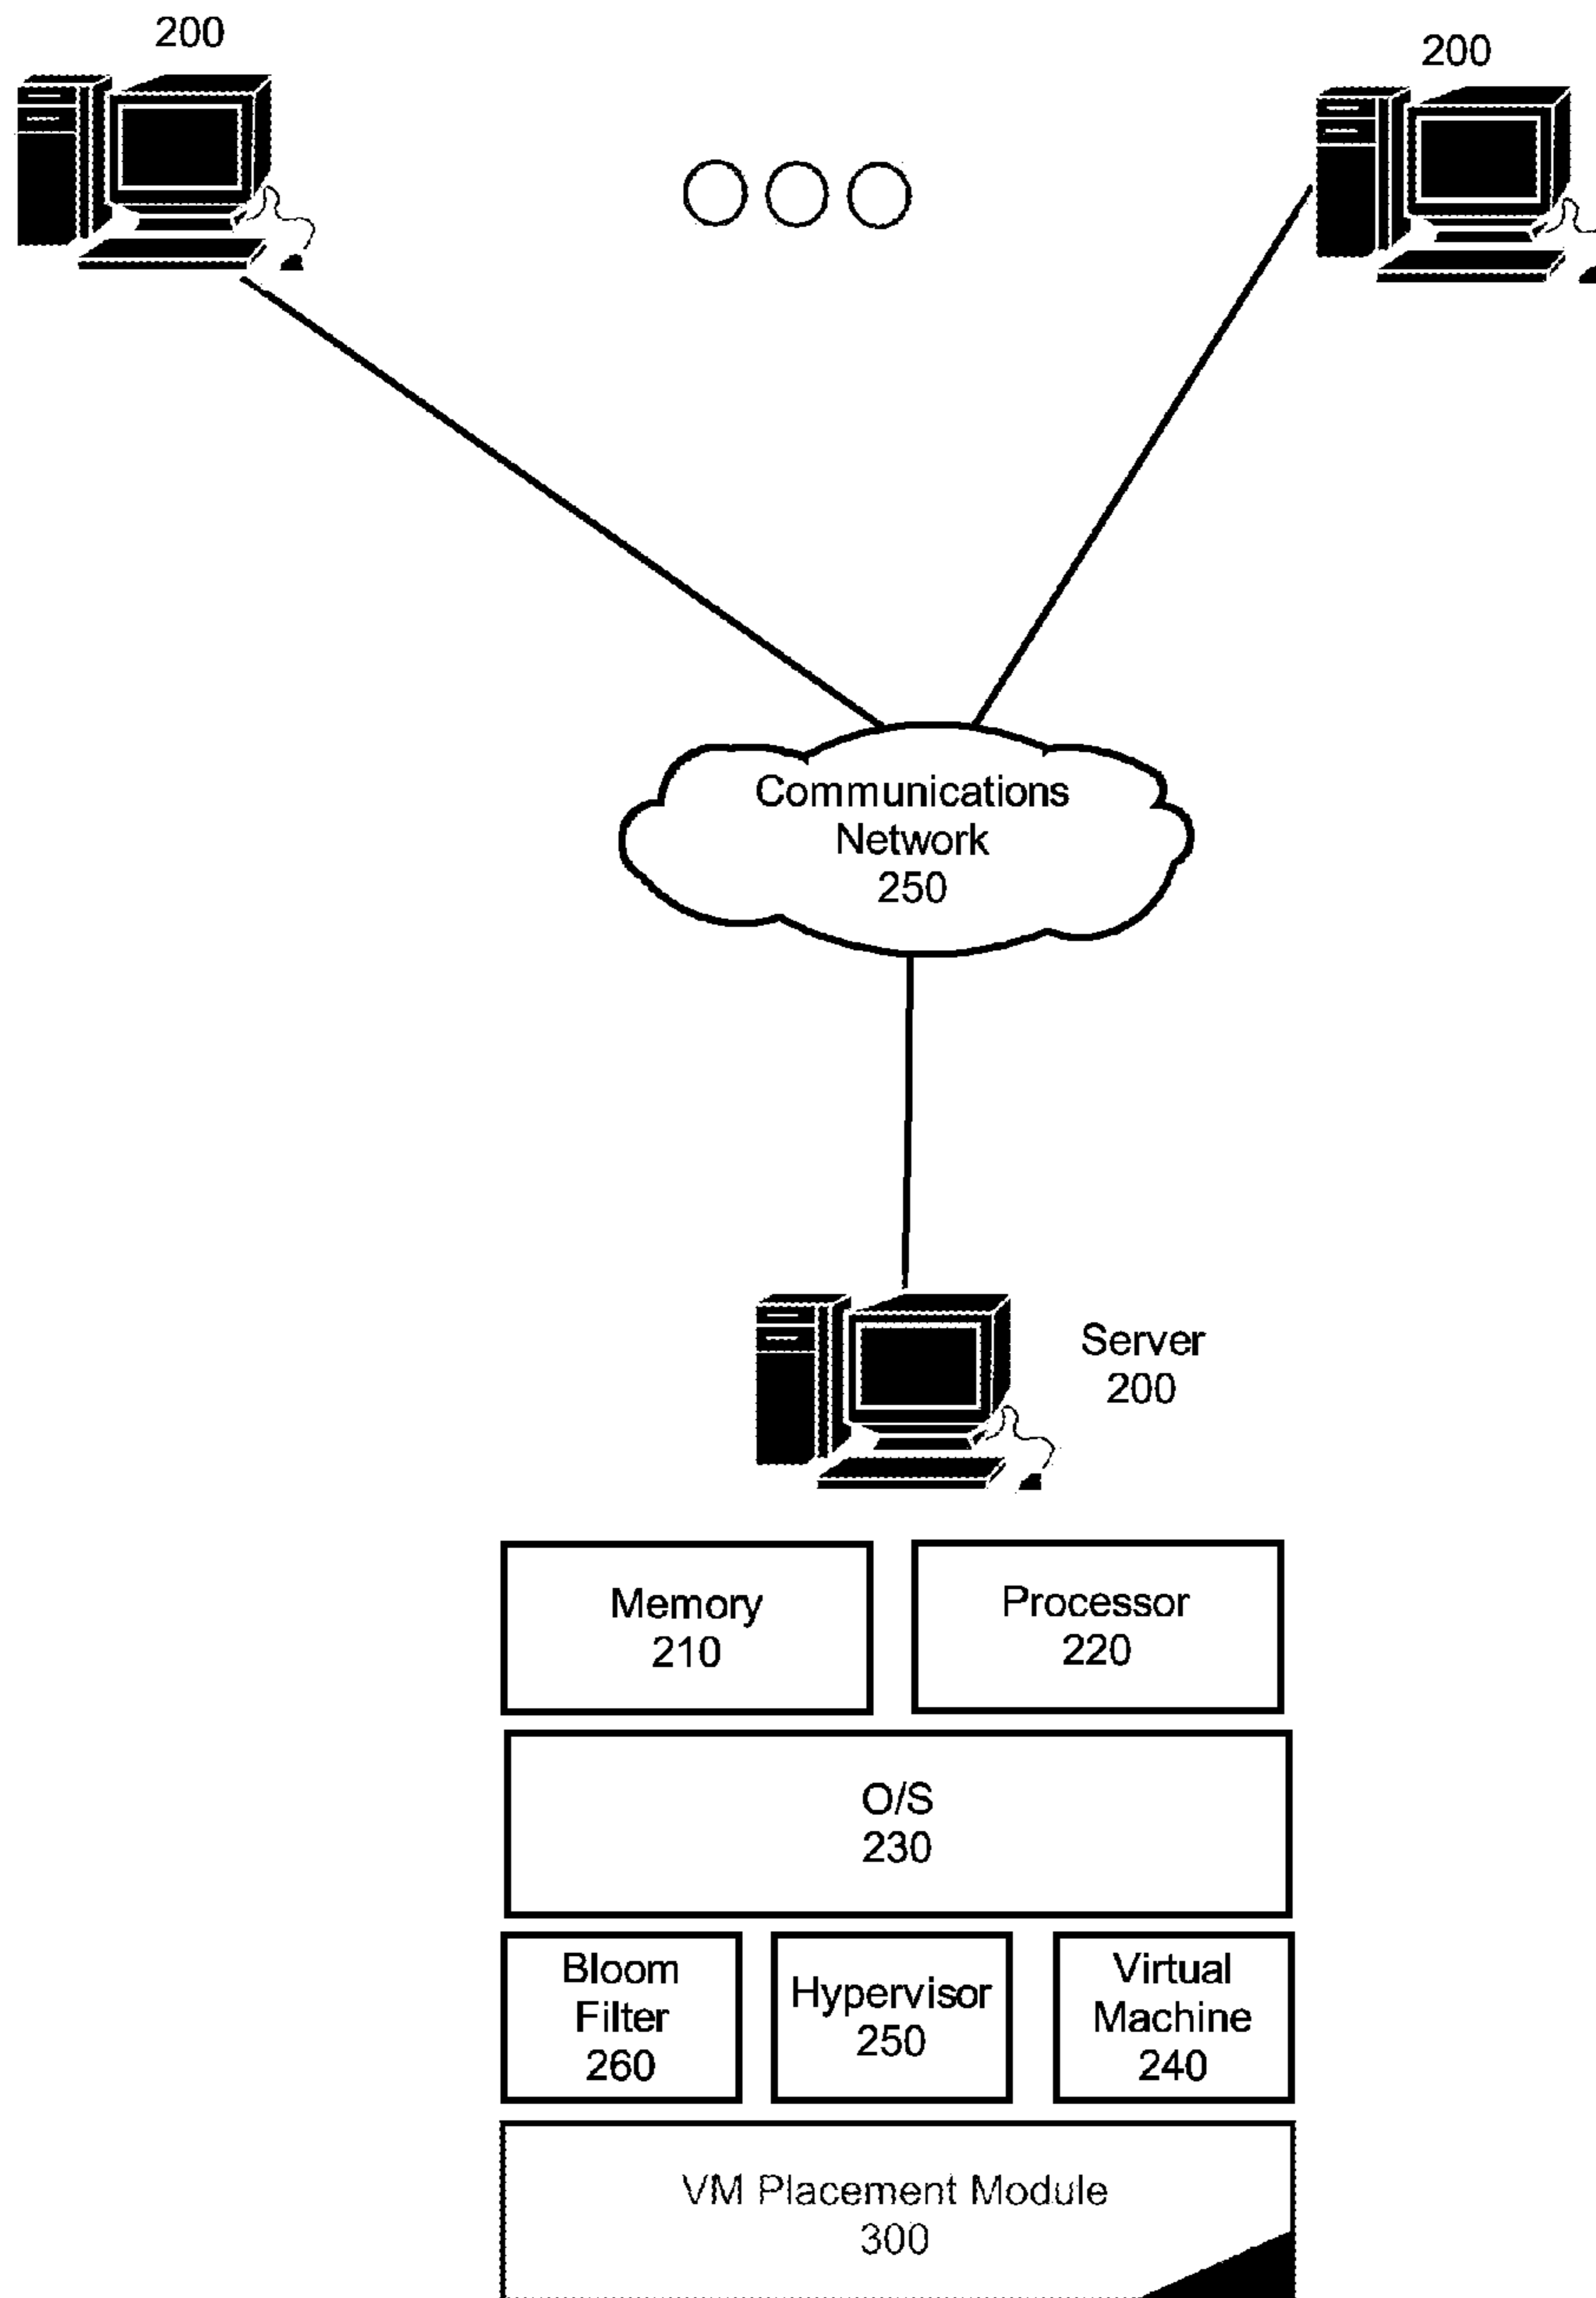 200
200
Communications
Network
250
Server
200
Memory
210
Processor
220
O/S
230
Bloom
Filter
260
Hypervisor
250
Virtual
Machine
240
VM Placement Module
300